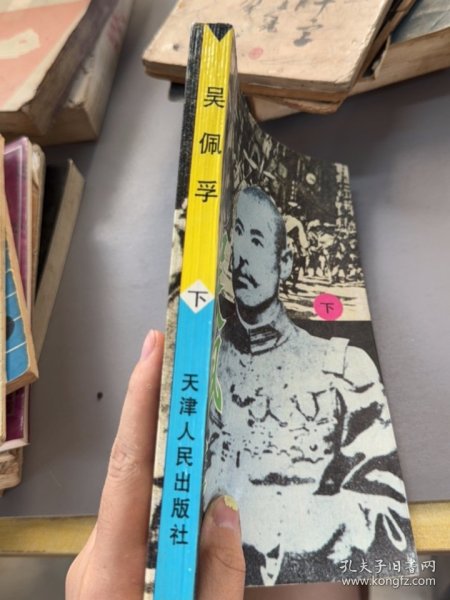 吴佩孚
下
天津人民出版社
下
孔夫子旧书网
www.kongfz.com